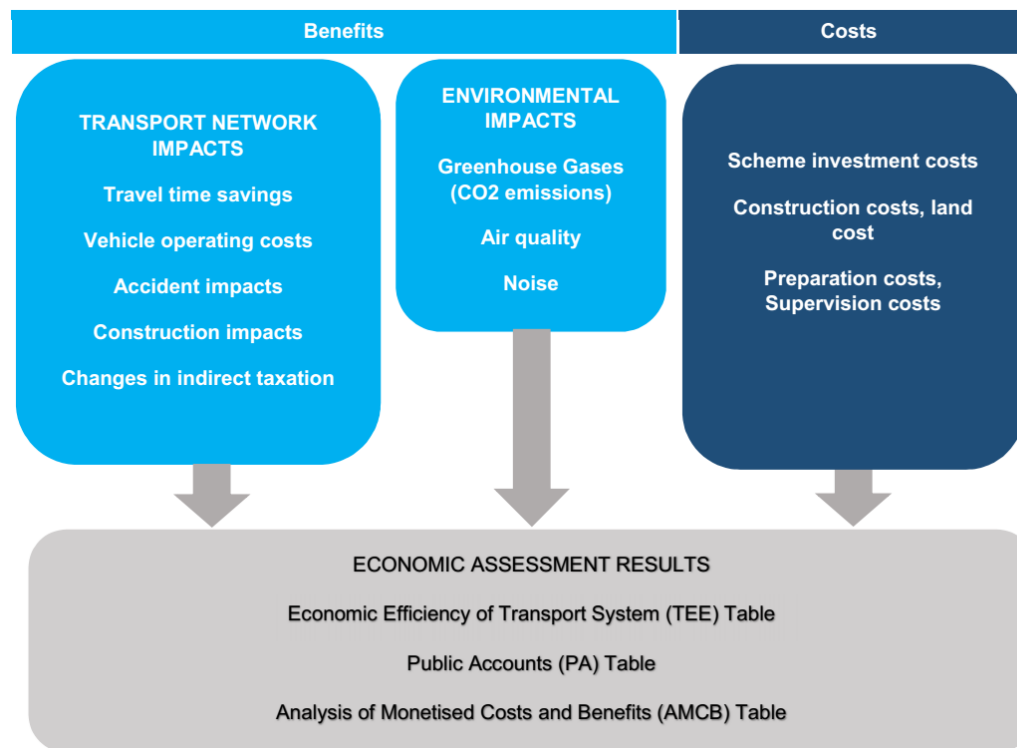 Benefits
Costs
TRANSPORT NETWORK
IMPACTS
Travel time savings
Vehicle operating costs
Accident impacts
Construction impacts
Changes in indirect taxation
ENVIRONMENTAL
IMPACTS
Greenhouse Gases
(CO2 emissions)
Air quality
Noise
Scheme investment costs
Construction costs, land
cost
Preparation costs,
Supervision costs
ECONOMIC ASSESSMENT RESULTS
Economic Efficiency of Transport System (TEE) Table
Public Accounts (PA) Table
Analysis of Monetised Costs and Benefits (AMCB) Table